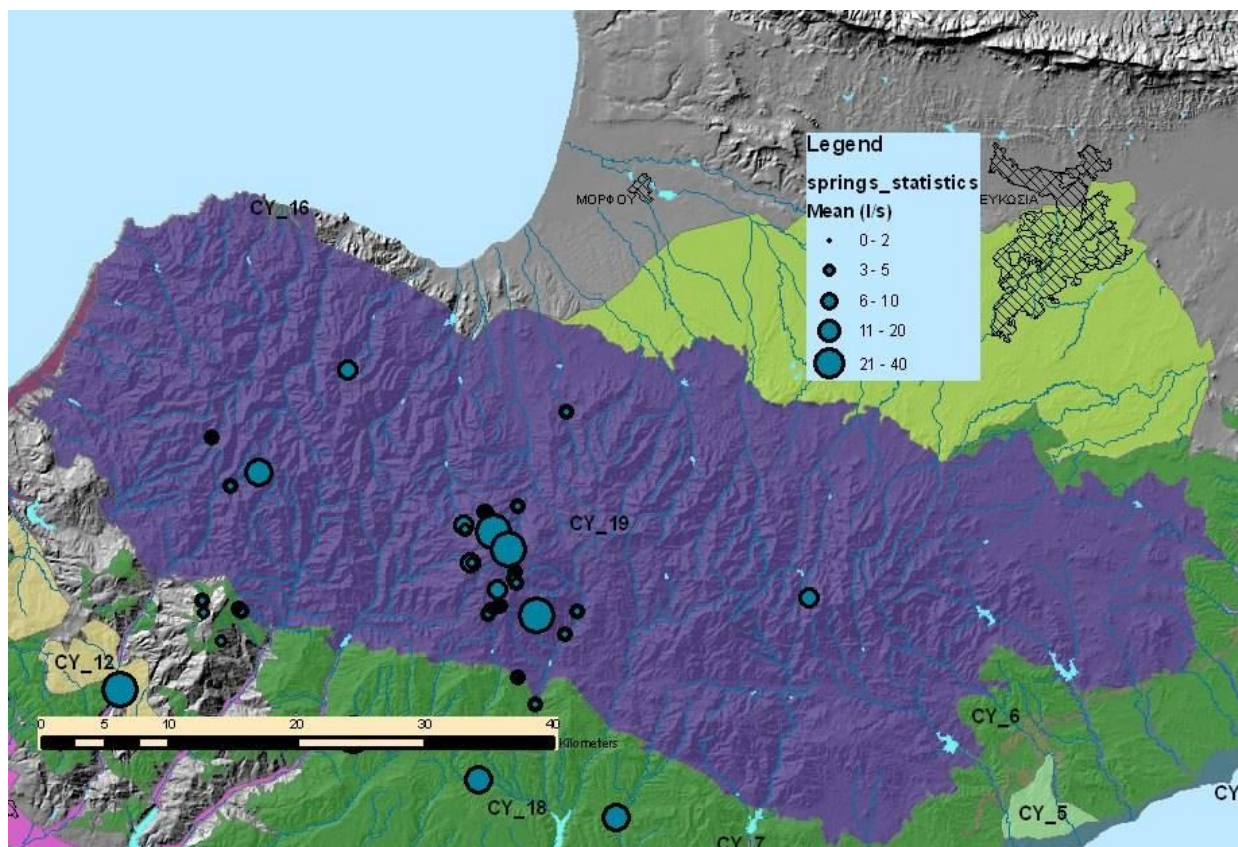 Legend
springs_statistics
Mean (l/s)
0 - 2
3 - 5
6 - 10
11 - 20
21 - 40
ΜΟΡΦΟΥ
ΕΥΚΩΣΙΑ
CY_16
CY_19
CY_12
0 5 10 20 30 40
Kilometers
CY_6
CY_18
CY_5
CY
CY_7